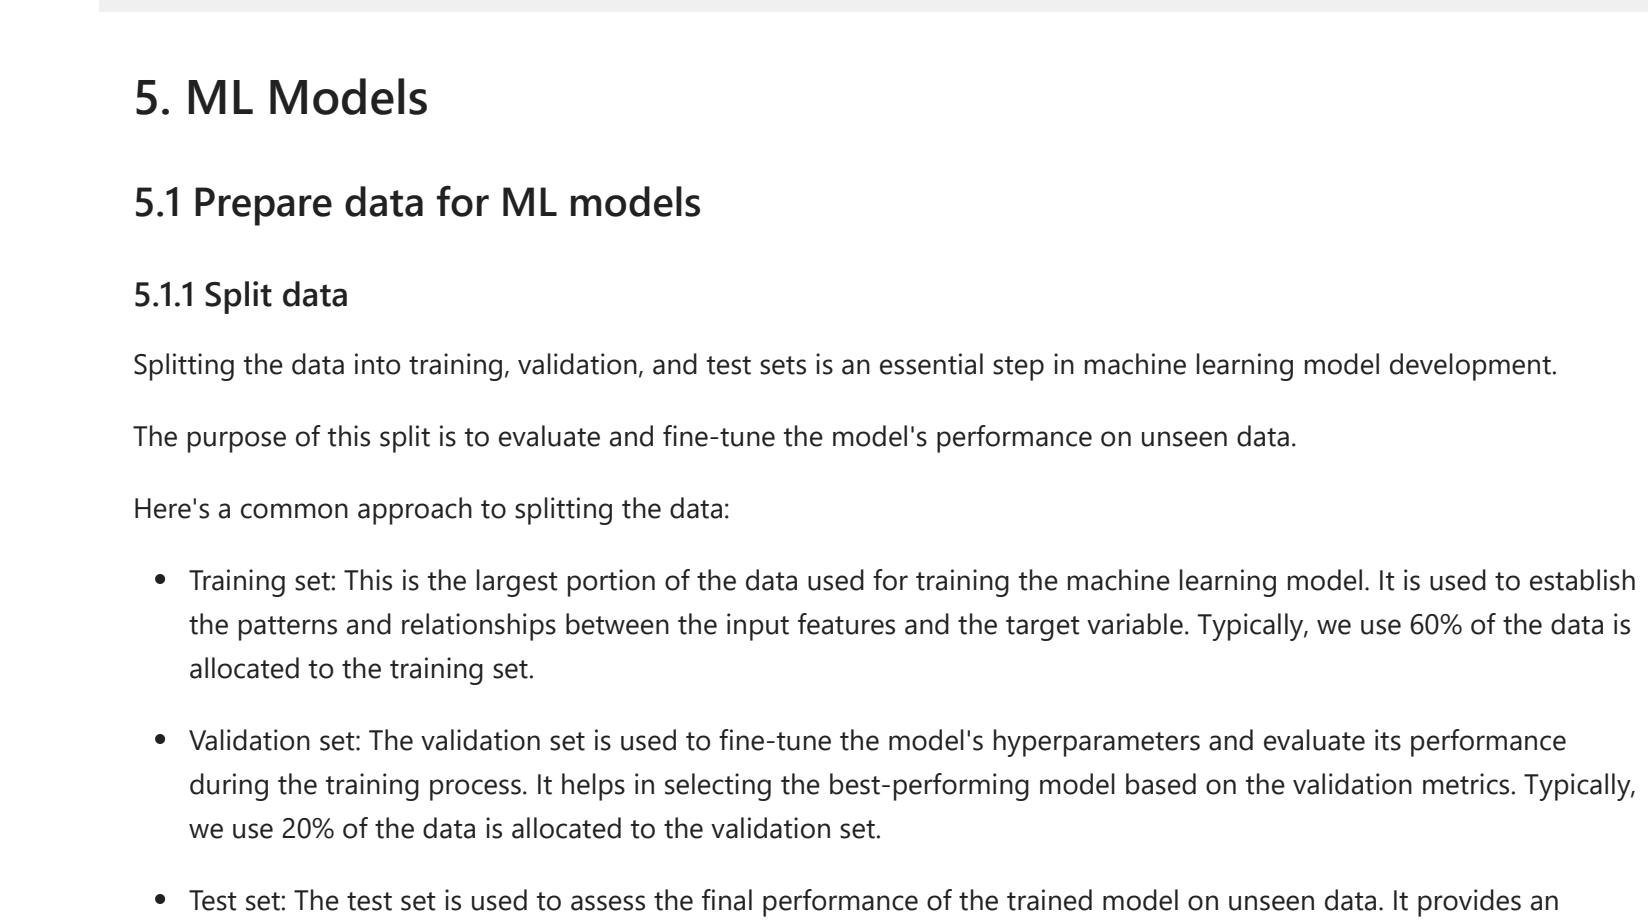 5. ML Models
5.1 Prepare data for ML models
5.1.1 Split data
Splitting the data into training, validation, and test sets is an essential step in machine learning model development.
The purpose of this split is to evaluate and fine-tune the model's performance on unseen data.
Here's a common approach to splitting the data:
• Training set: This is the largest portion of the data used for training the machine learning model. It is used to establish
the patterns and relationships between the input features and the target variable. Typically, we use 60% of the data is
allocated to the training set.
• Validation set: The validation set is used to fine-tune the model's hyperparameters and evaluate its performance
during the training process. It helps in selecting the best-performing model based on the validation metrics. Typically,
we use 20% of the data is allocated to the validation set.
• Test set: The test set is used to assess the final performance of the trained model on unseen data. It provides an